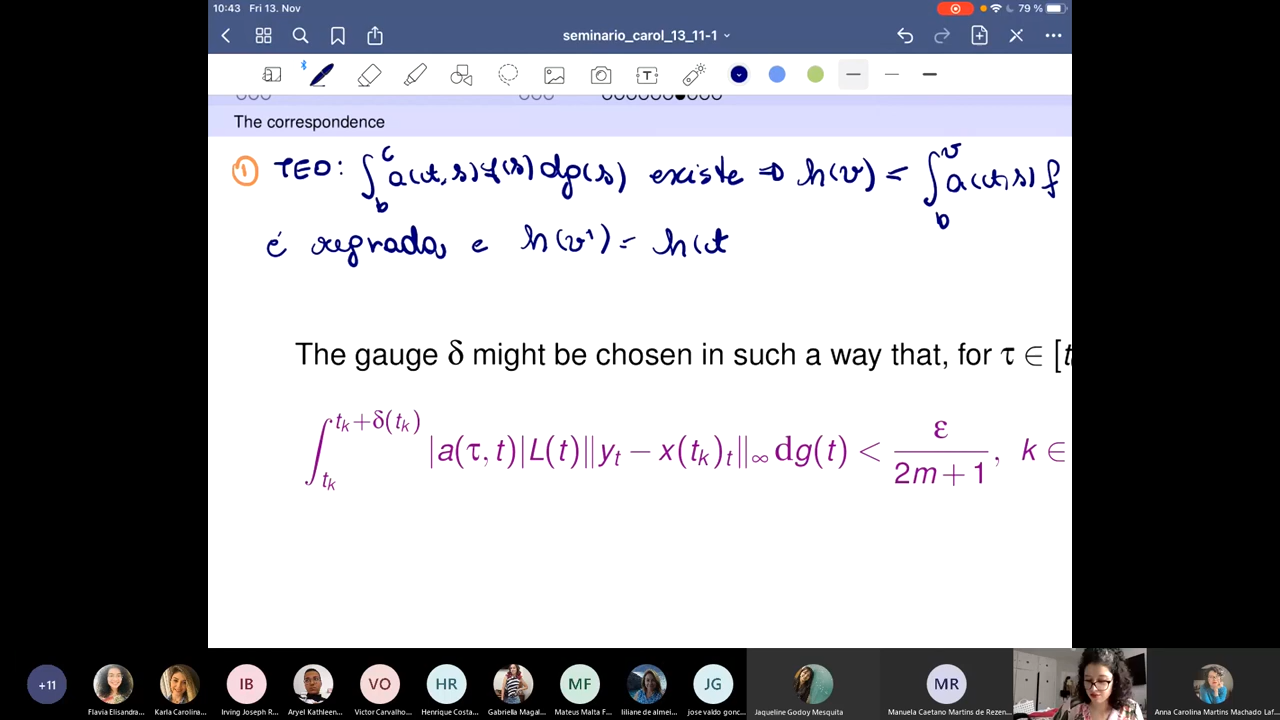 10:43 Fri 13. Nov 79 %
seminario_carol_13_11-1
The correspondence
① TEO: ∫_b^c a(t,s) f(s) dg(s) existe ⇒ h(v) = ∫_b^v a(t,s) f
é regrada e h(v⁺) = h(t
The gauge δ might be chosen in such a way that, for τ ∈ [t
∫_{t_k}^{t_k+δ(t_k)} |a(τ,t)|L(t)‖y_t − x(t_k)_t‖_∞ dg(t) < ε/(2m+1), k ∈
+11 IB VO HR MF JG MR
Flavia Elisandra... Karla Carolina... Irving Joseph R... Aryel Kathleen... Victor Carvalho... Henrique Costa... Gabriella Magal... Mateus Malta F... liliane de almei... jose valdo gonc... Jaqueline Godoy Mesquita Manuela Caetano Martins de Rezen... Anna Carolina Martins Machado Laf...